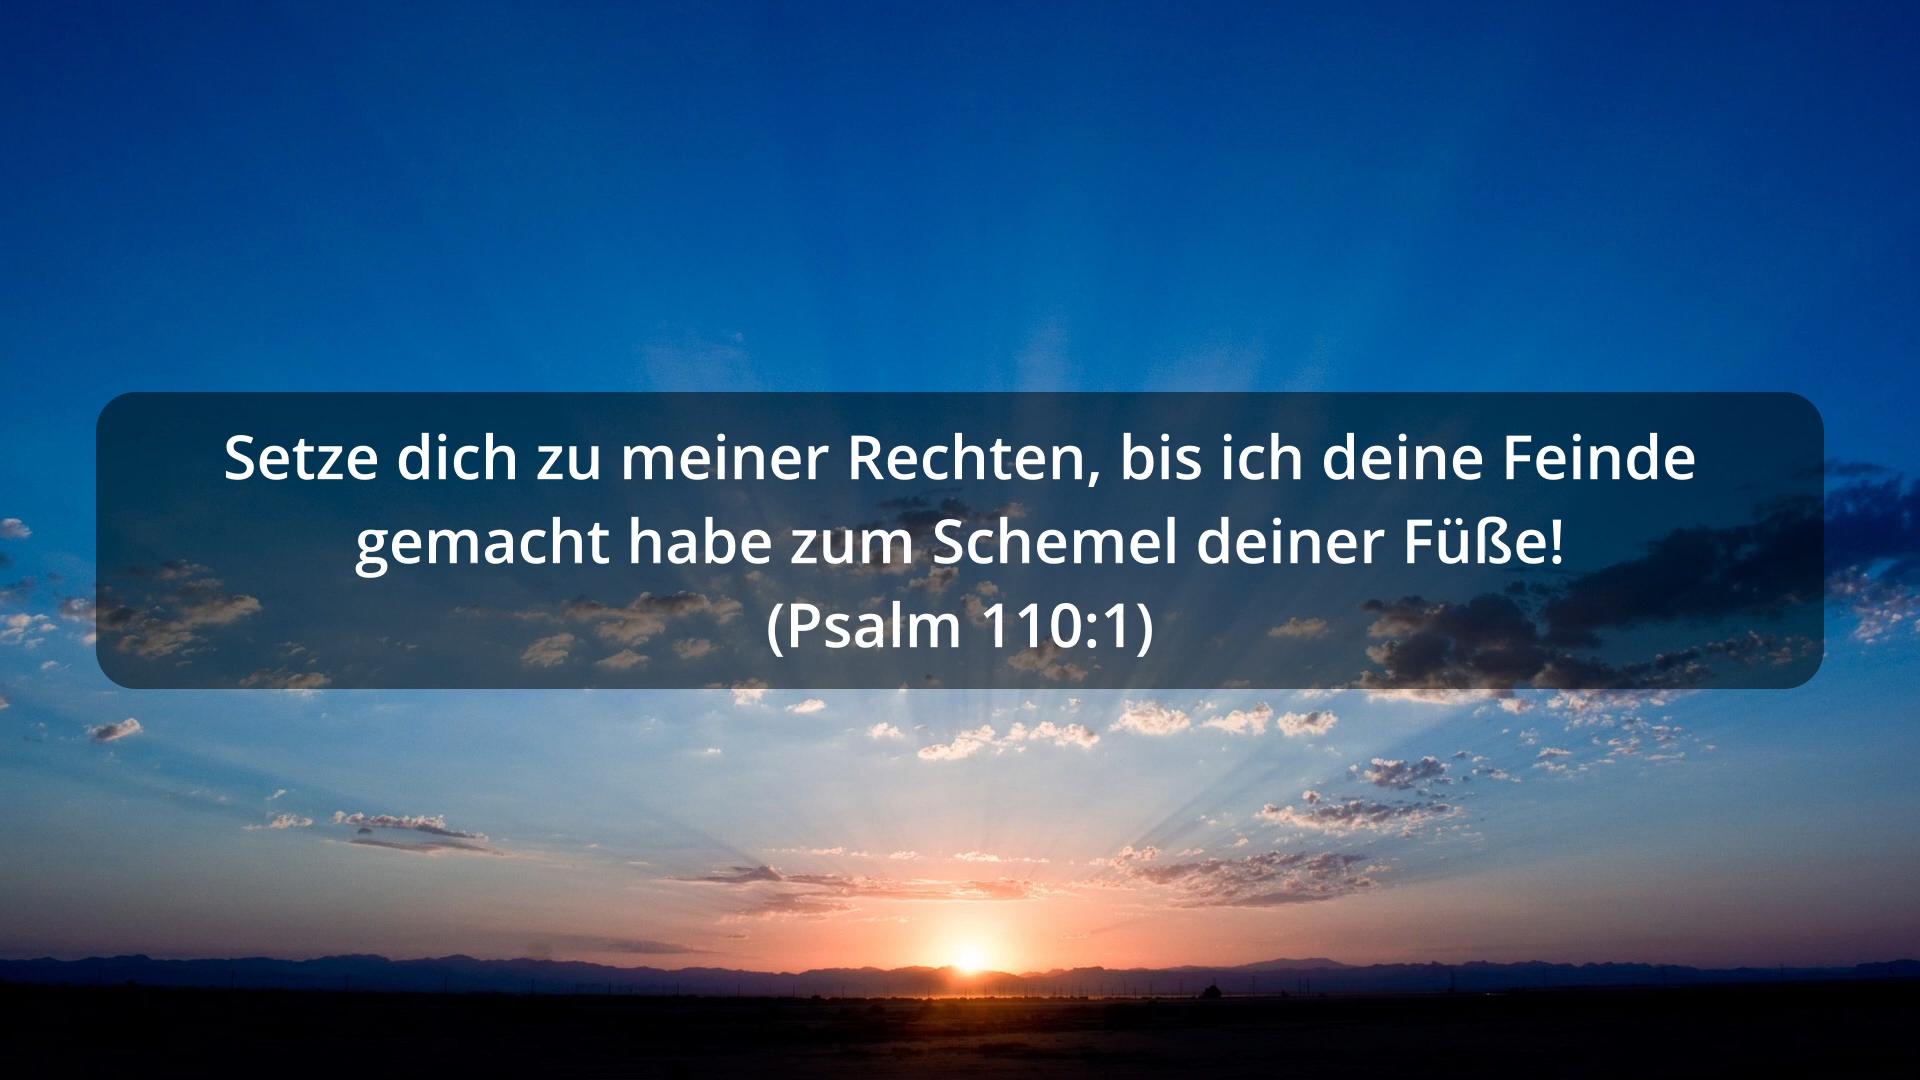 Setze dich zu meiner Rechten, bis ich deine Feinde
gemacht habe zum Schemel deiner Füße!
(Psalm 110:1)